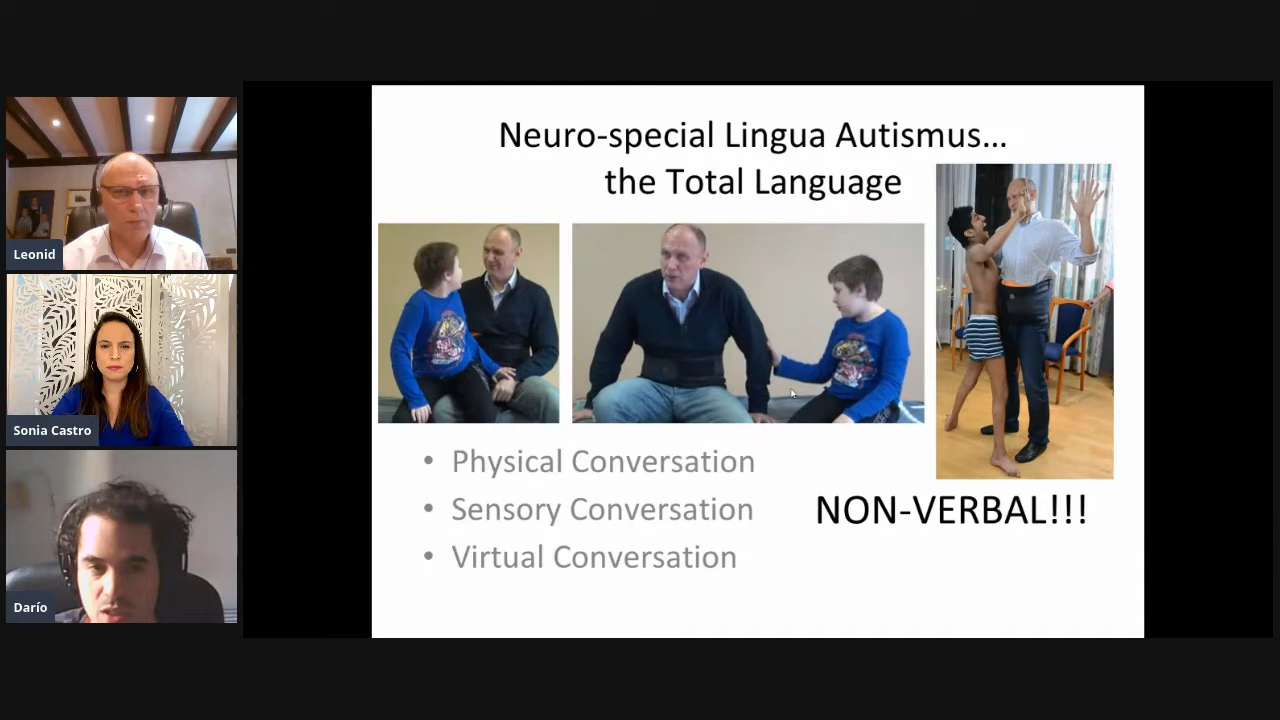 Leonid
Sonia Castro
Darío
Neuro-special Lingua Autismus...
the Total Language
• Physical Conversation
• Sensory Conversation
• Virtual Conversation
NON-VERBAL!!!